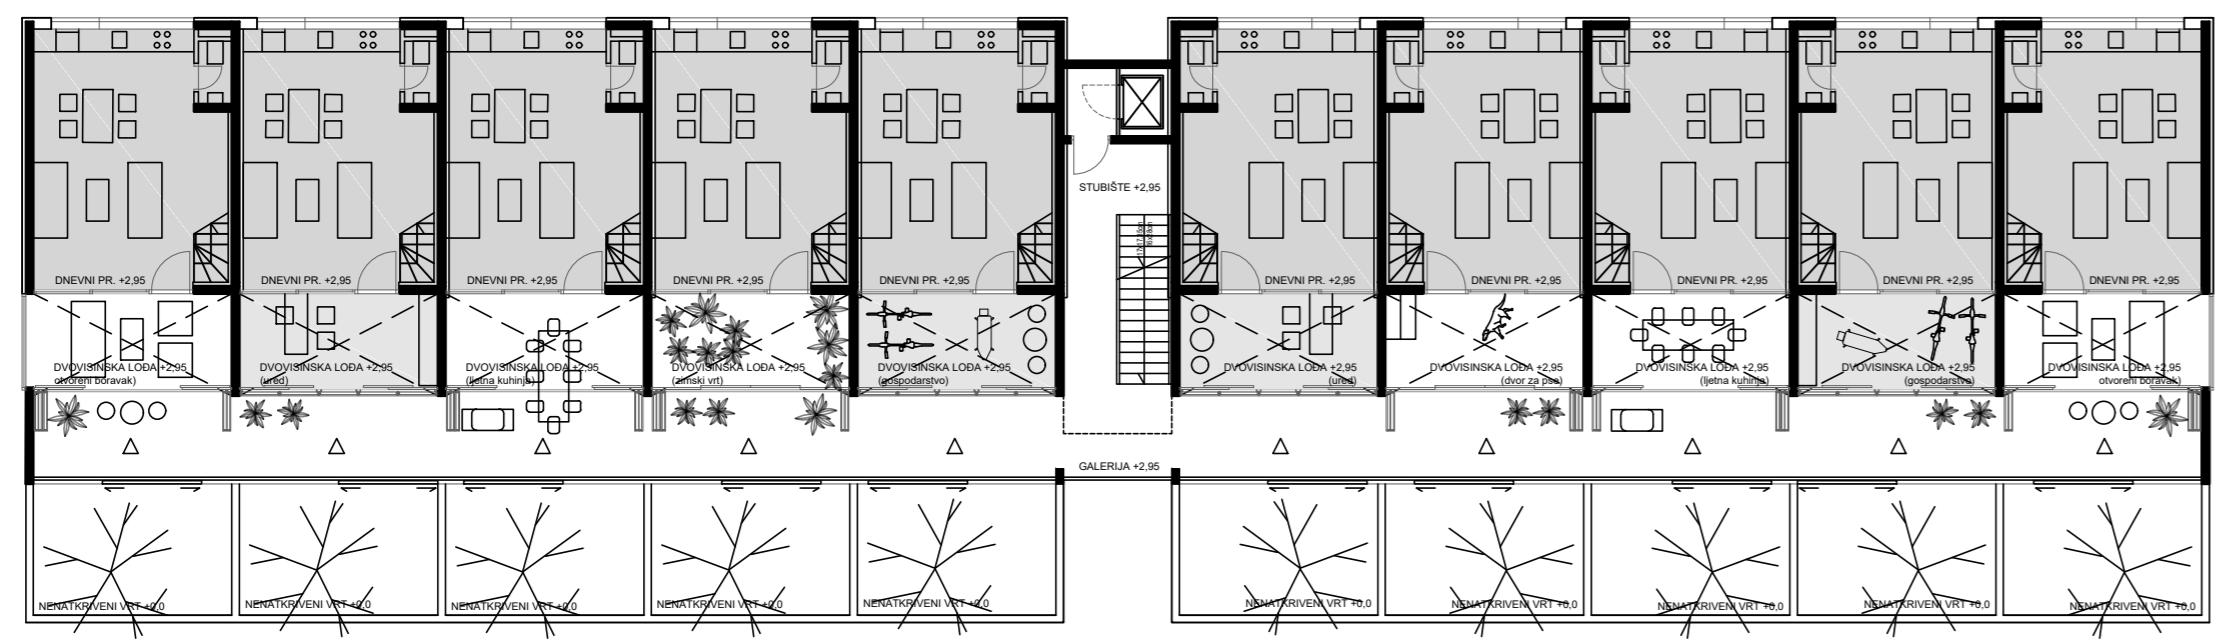 STUBIŠTE +2,95
17x17,35cm
16x28cm
DNEVNI PR. +2,95
DNEVNI PR. +2,95
DNEVNI PR. +2,95
DNEVNI PR. +2,95
DNEVNI PR. +2,95
DNEVNI PR. +2,95
DNEVNI PR. +2,95
DNEVNI PR. +2,95
DNEVNI PR. +2,95
DNEVNI PR. +2,95
DVOVISINSKA LOĐA +2,95
otvoreni boravak)
DVOVISINSKA LOĐA +2,95
(ured)
DVOVISINSKA LOĐA +2,95
(ljetna kuhinja)
DVOVISINSKA LOĐA +2,95
(zimski vrt)
DVOVISINSKA LOĐA +2,95
(gospodarstvo)
DVOVISINSKA LOĐA +2,95
(ured)
DVOVISINSKA LOĐA +2,95
(dvor za psa)
DVOVISINSKA LOĐA +2,95
(ljetna kuhinja)
DVOVISINSKA LOĐA +2,95
(gospodarstvo)
DVOVISINSKA LOĐA +2,95
otvoreni boravak)
GALERIJA +2,95
NENATKRIVENI VRT +0,0
NENATKRIVENI VRT +0,0
NENATKRIVENI VRT +0,0
NENATKRIVENI VRT +0,0
NENATKRIVENI VRT +0,0
NENATKRIVENI VRT +0,0
NENATKRIVENI VRT +0,0
NENATKRIVENI VRT +0,0
NENATKRIVENI VRT +0,0
NENATKRIVENI VRT +0,0